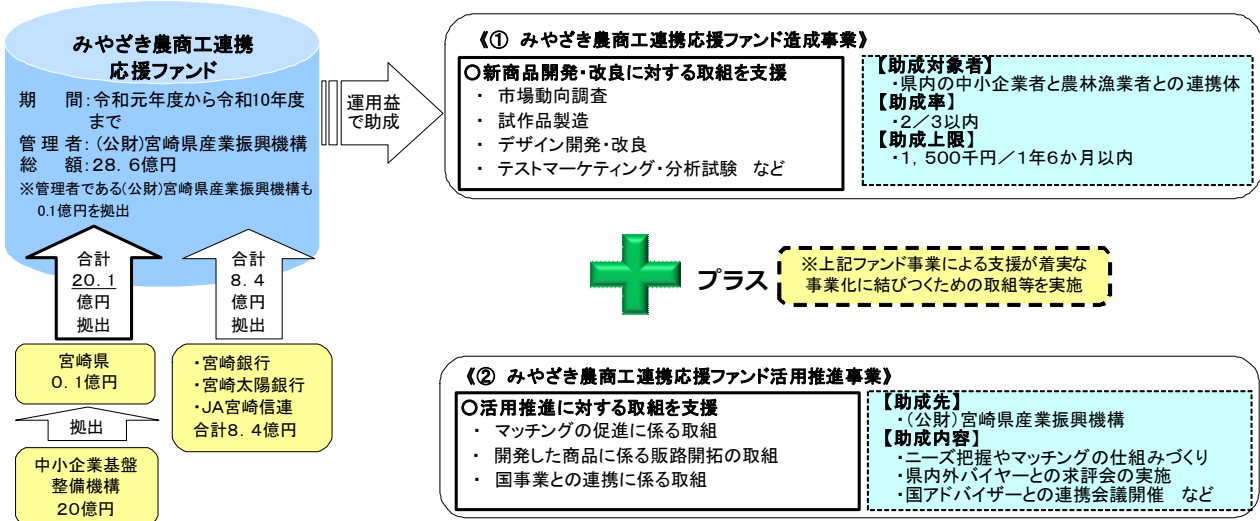 みやざき農商工連携
応援ファンド
期　　間：令和元年度から令和10年度
まで
管 理 者：(公財)宮崎県産業振興機構
総　　額：28．6億円
※管理者である(公財)宮崎県産業振興機構も
0.1億円を拠出
合計
20．1
億円
拠出
合計
8．4
億円
拠出
宮崎県
0．1億円
拠出
中小企業基盤
整備機構
20億円
・宮崎銀行
・宮崎太陽銀行
・JA宮崎信連
合計8．4億円
運用益
で助成
《① みやざき農商工連携応援ファンド造成事業》
○新商品開発・改良に対する取組を支援
・ 市場動向調査
・ 試作品製造
・ デザイン開発・改良
・ テストマーケティング・分析試験　など
【助成対象者】
・県内の中小企業者と農林漁業者との連携体
【助成率】
・2／3以内
【助成上限】
・1，500千円／1年6か月以内
プラス
※上記ファンド事業による支援が着実な
事業化に結びつくための取組等を実施
《② みやざき農商工連携応援ファンド活用推進事業》
○活用推進に対する取組を支援
・ マッチングの促進に係る取組
・ 開発した商品に係る販路開拓の取組
・ 国事業との連携に係る取組
【助成先】
・(公財)宮崎県産業振興機構
【助成内容】
・ニーズ把握やマッチングの仕組みづくり
・県内外バイヤーとの求評会の実施
・国アドバイザーとの連携会議開催　など